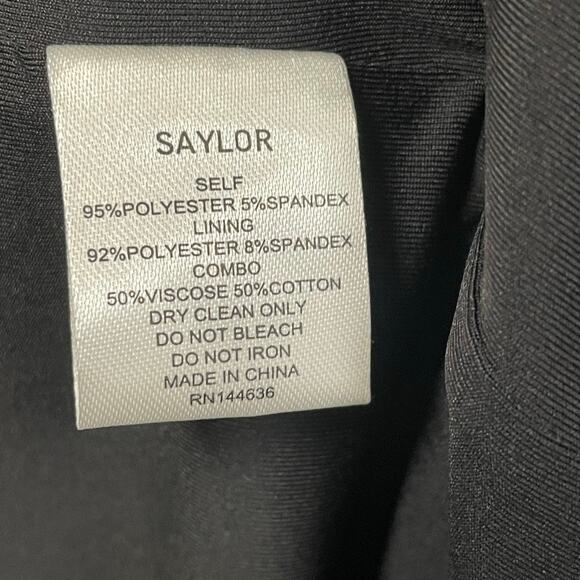 SAYLOR
SELF
95%POLYESTER 5%SPANDEX
LINING
92%POLYESTER 8%SPANDEX
COMBO
50%VISCOSE 50%COTTON
DRY CLEAN ONLY
DO NOT BLEACH
DO NOT IRON
MADE IN CHINA
RN144636